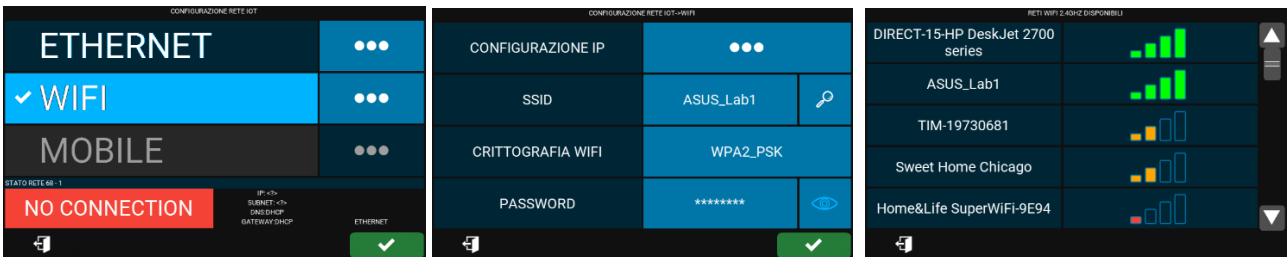 CONFIGURAZIONE RETE IOT
ETHERNET
WIFI
MOBILE
STATO RETE 68 - 1
NO CONNECTION
IP: <?>
SUBNET: <?>
DNS:DHCP
GATEWAY:DHCP
ETHERNET
CONFIGURAZIONE RETE IOT->WIFI
CONFIGURAZIONE IP
SSID
ASUS_Lab1
CRITTOGRAFIA WIFI
WPA2_PSK
PASSWORD
********
RETI WIFI 2.4GHZ DISPONIBILI
DIRECT-15-HP DeskJet 2700
series
ASUS_Lab1
TIM-19730681
Sweet Home Chicago
Home&Life SuperWiFi-9E94